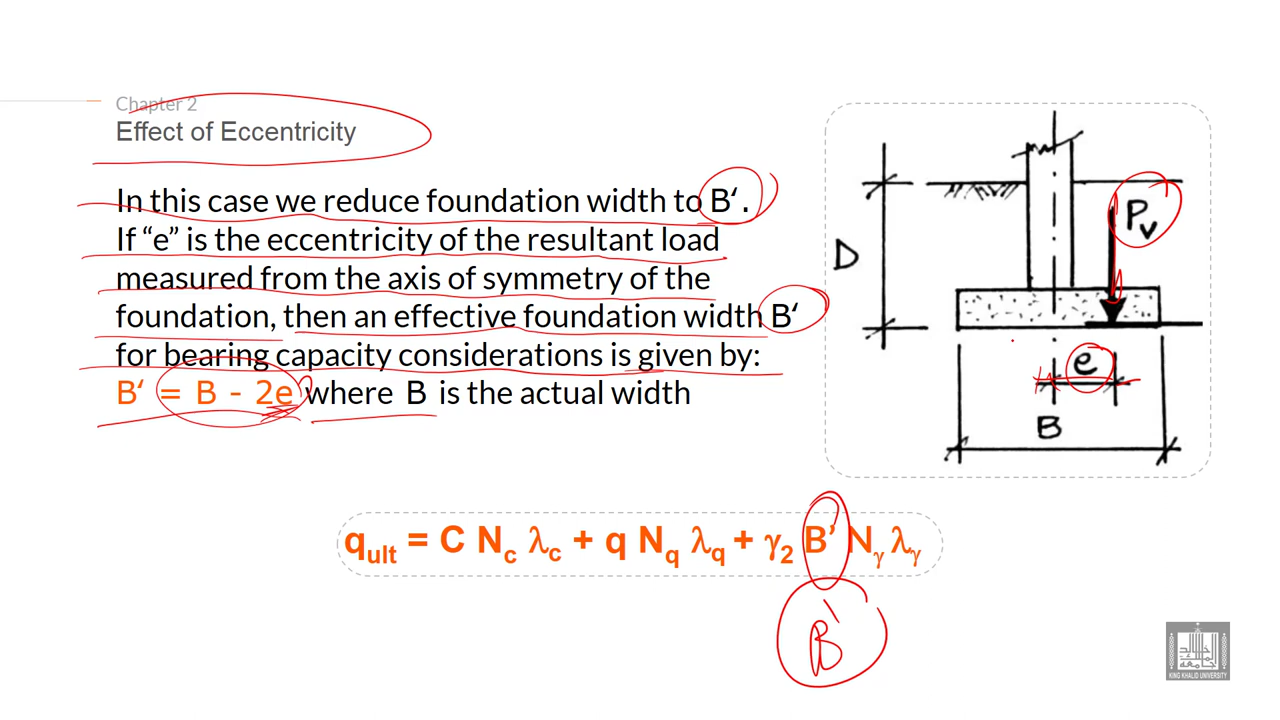 Chapter 2
Effect of Eccentricity
In this case we reduce foundation width to B‘.
If “e” is the eccentricity of the resultant load
measured from the axis of symmetry of the
foundation, then an effective foundation width B‘
for bearing capacity considerations is given by:
B‘ = B - 2e where B is the actual width
D
Pv
e
B
qult = C Nc λc + q Nq λq + γ2 B’ Nγ λγ
B'
KING KHALID UNIVERSITY